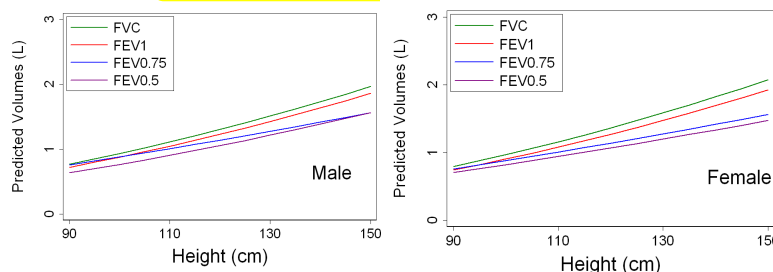 Predicted Volumes (L)
3
2
1
0
FVC
FEV1
FEV0.75
FEV0.5
Male
90
110
130
150
Height (cm)
Predicted Volumes (L)
3
2
1
0
FVC
FEV1
FEV0.75
FEV0.5
Female
90
110
130
150
Height (cm)